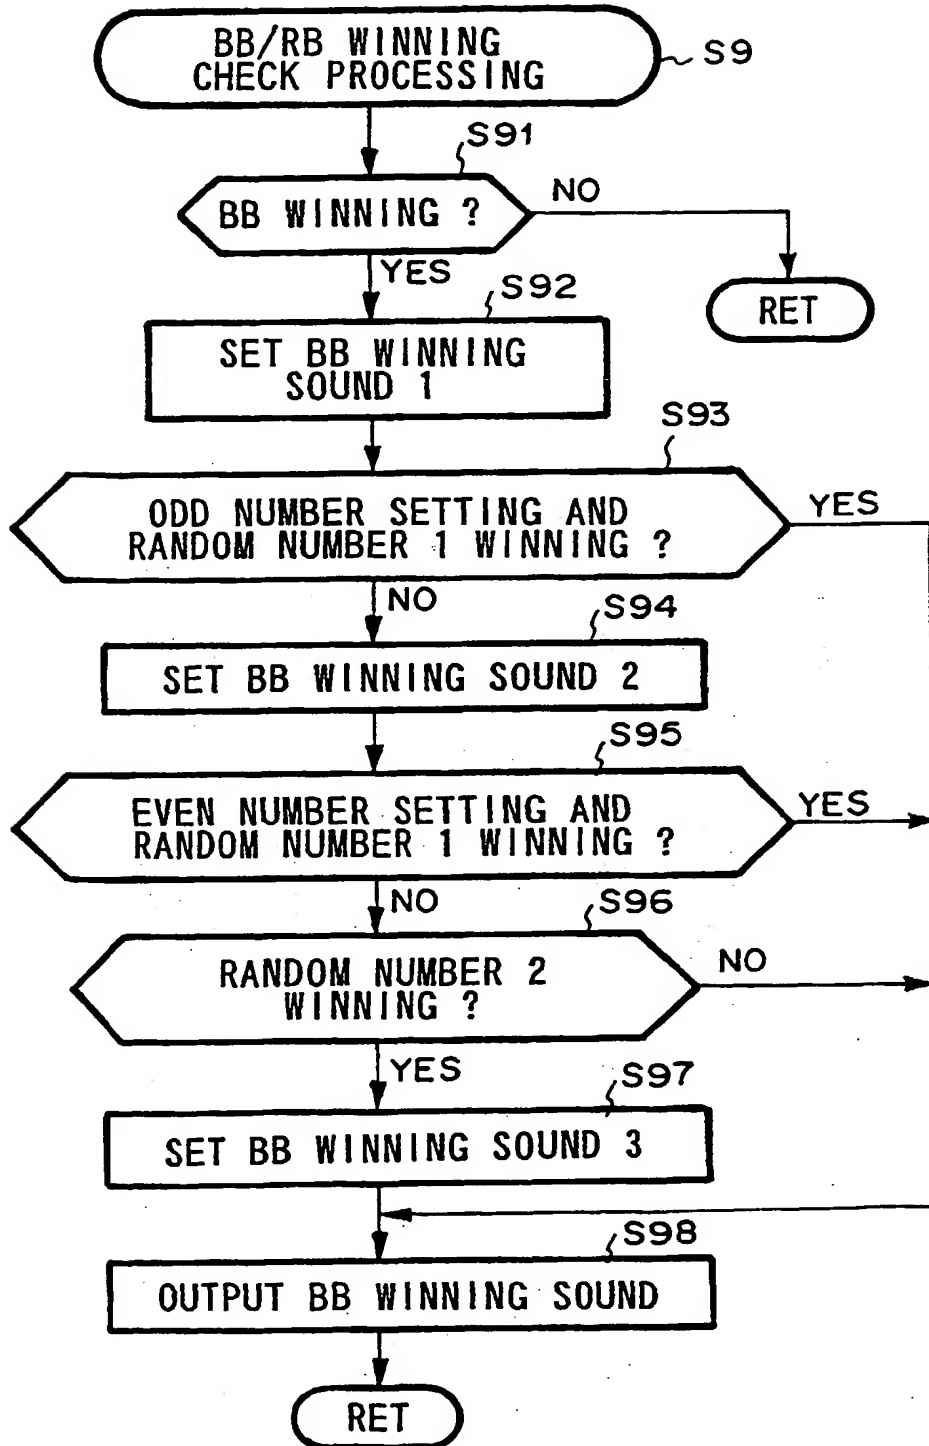 BB/RB WINNING
CHECK PROCESSING
S9
S91
BB WINNING ?
NO
YES
RET
S92
SET BB WINNING
SOUND 1
S93
ODD NUMBER SETTING AND
RANDOM NUMBER 1 WINNING ?
YES
NO
S94
SET BB WINNING SOUND 2
S95
EVEN NUMBER SETTING AND
RANDOM NUMBER 1 WINNING ?
YES
NO
S96
RANDOM NUMBER 2
WINNING ?
NO
YES
S97
SET BB WINNING SOUND 3
S98
OUTPUT BB WINNING SOUND
RET